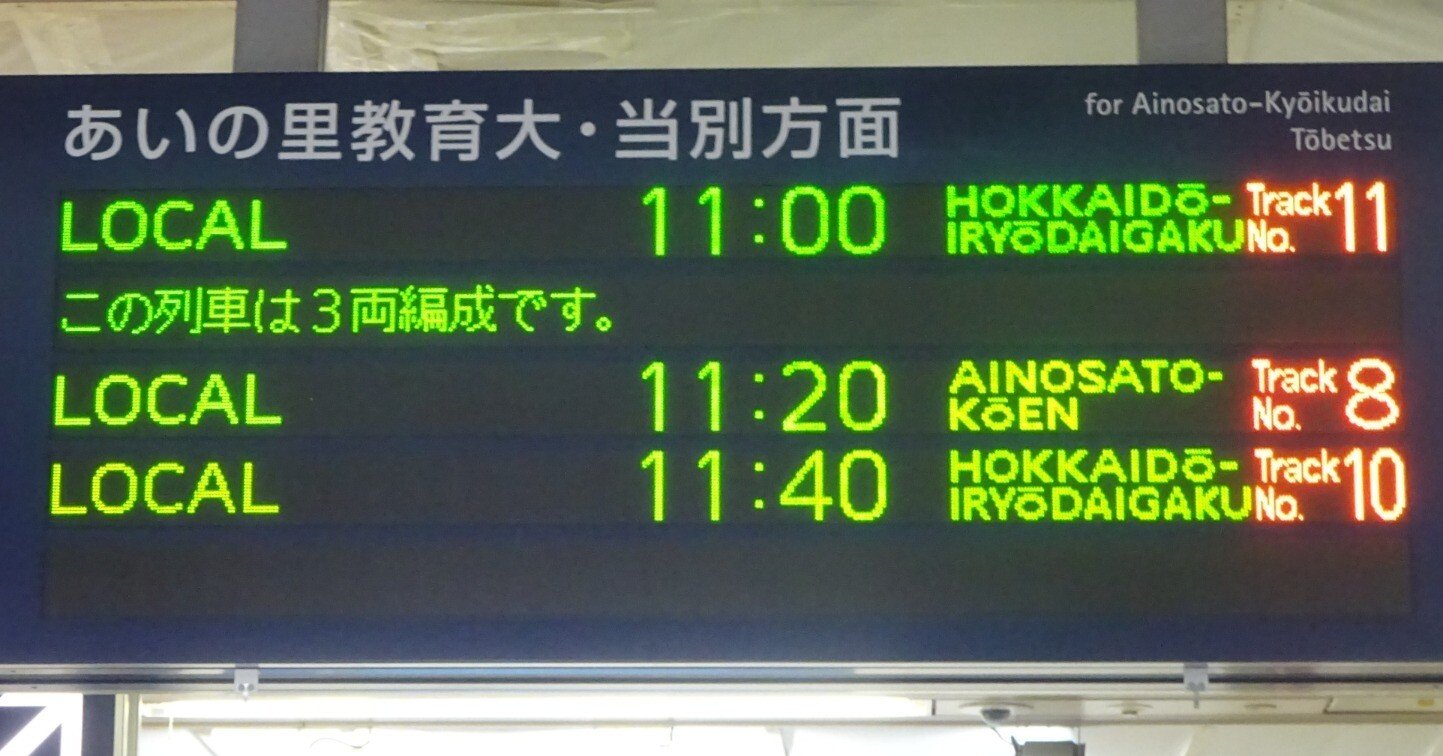 あいの里教育大・当別方面
for Ainosato-Kyōikudai
Tōbetsu
LOCAL 11:00 HOKKAIDō-IRYōDAIGAKU Track No. 11
この列車は3両編成です。
LOCAL 11:20 AINOSATO-KōEN Track No. 8
LOCAL 11:40 HOKKAIDō-IRYōDAIGAKU Track No. 10